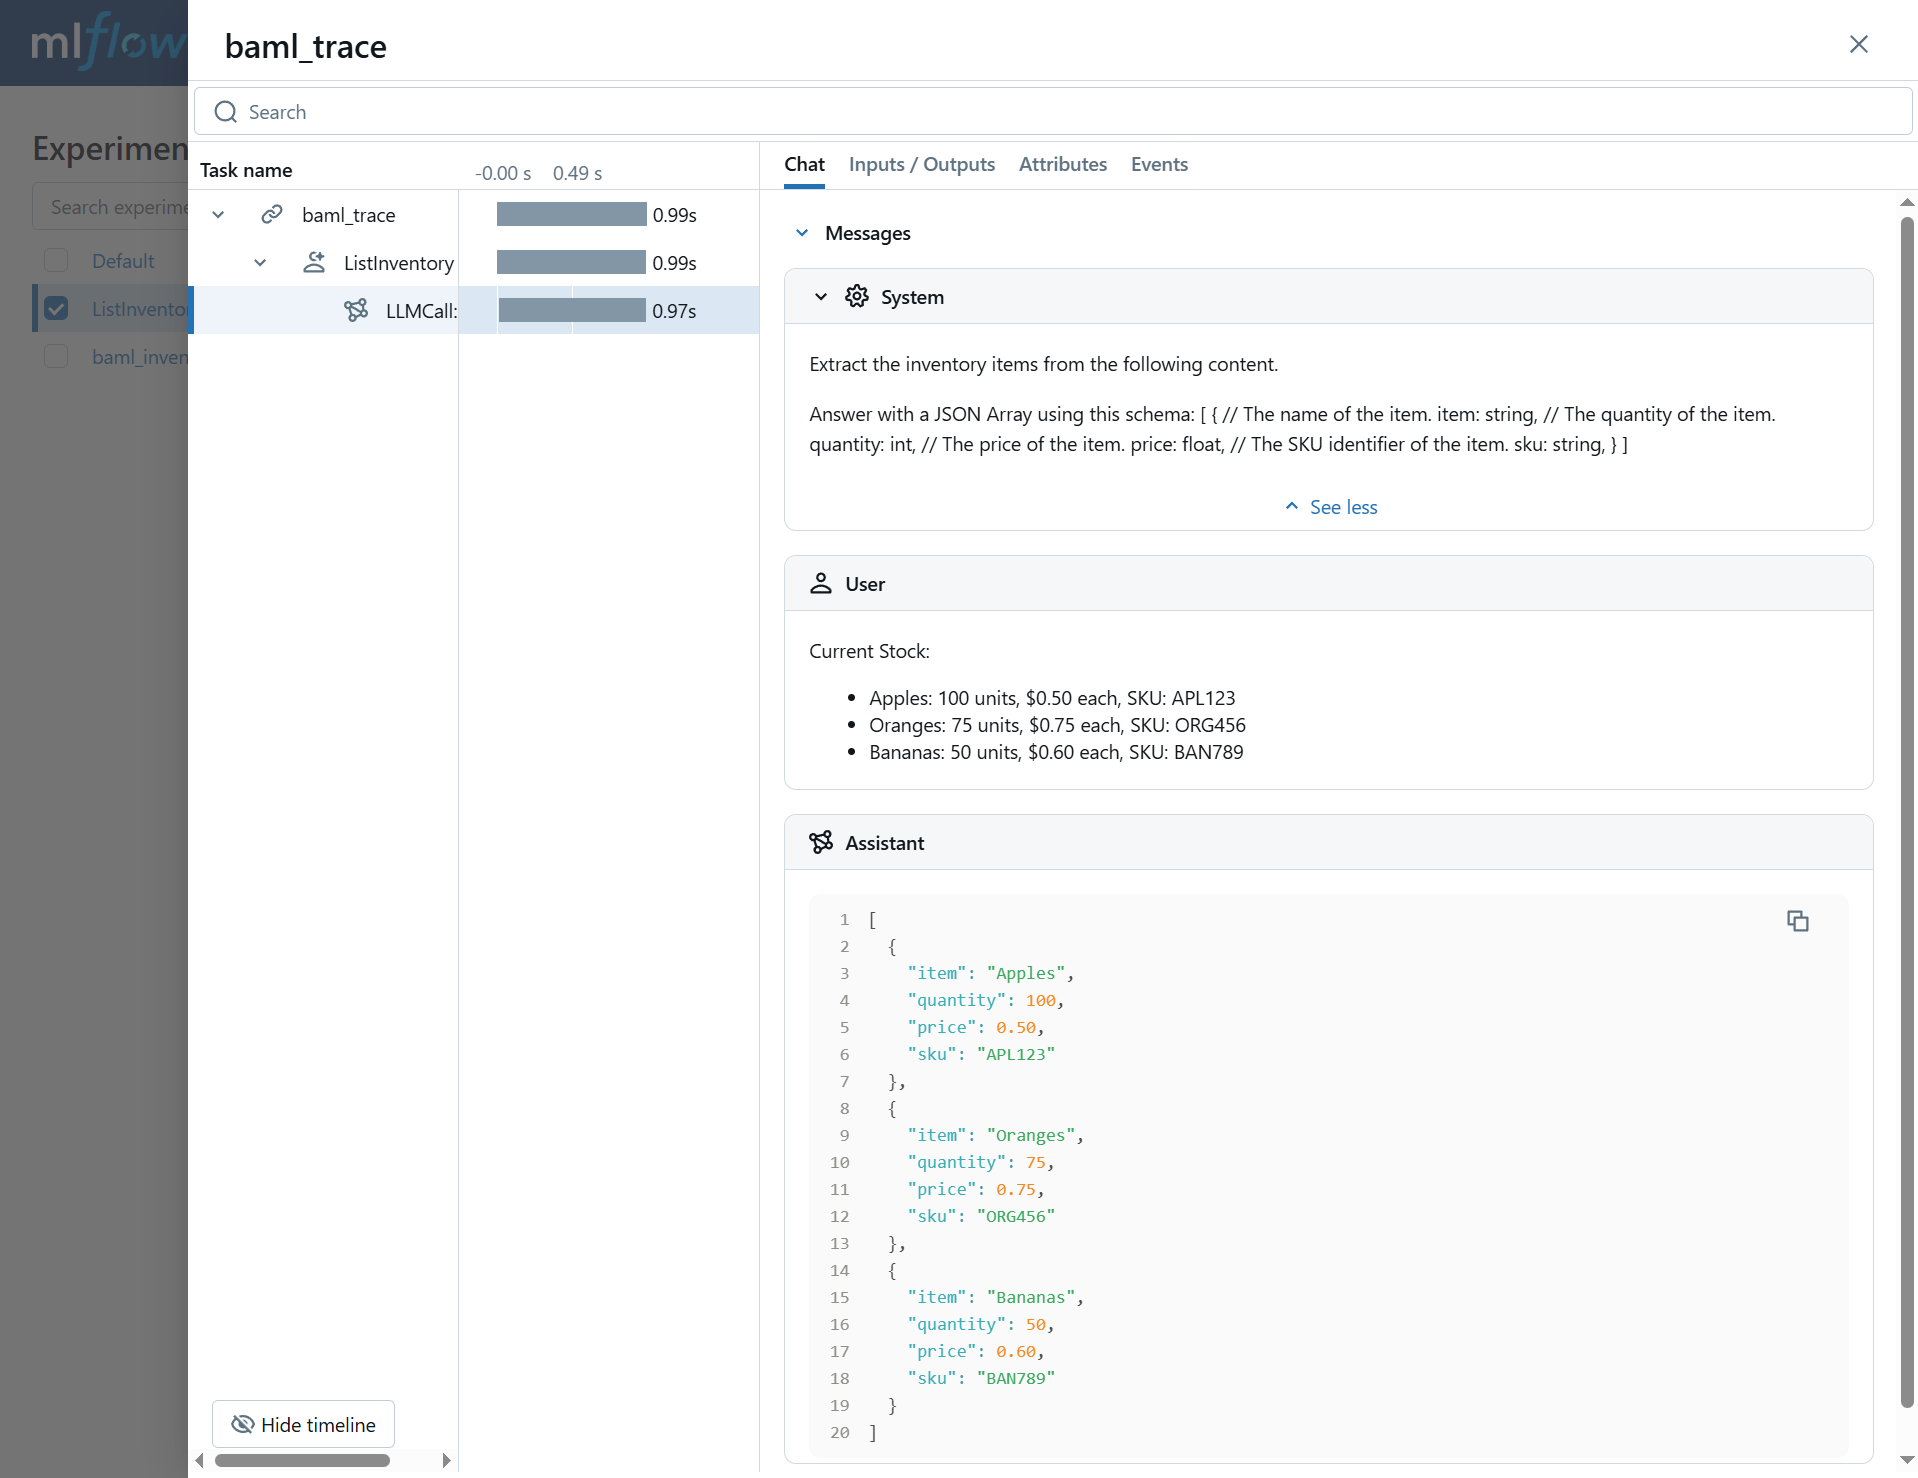 mlflow
baml_trace
Search
Experimen
Search experime
Default
ListInvento
baml_inven
Task name
-0.00 s 0.49 s
baml_trace 0.99s
ListInventory 0.99s
LLMCall: 0.97s
Hide timeline
Chat Inputs / Outputs Attributes Events
Messages
System
Extract the inventory items from the following content.
Answer with a JSON Array using this schema: [ { // The name of the item. item: string, // The quantity of the item.
quantity: int, // The price of the item. price: float, // The SKU identifier of the item. sku: string, } ]
See less
User
Current Stock:
• Apples: 100 units, $0.50 each, SKU: APL123
• Oranges: 75 units, $0.75 each, SKU: ORG456
• Bananas: 50 units, $0.60 each, SKU: BAN789
Assistant
1 [
2 {
3 "item": "Apples",
4 "quantity": 100,
5 "price": 0.50,
6 "sku": "APL123"
7 },
8 {
9 "item": "Oranges",
10 "quantity": 75,
11 "price": 0.75,
12 "sku": "ORG456"
13 },
14 {
15 "item": "Bananas",
16 "quantity": 50,
17 "price": 0.60,
18 "sku": "BAN789"
19 }
20 ]